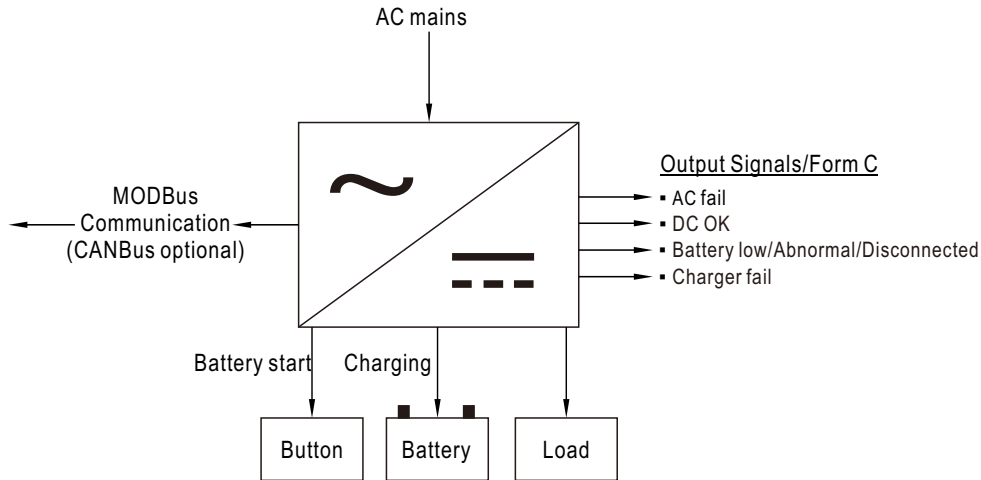 AC mains
Output Signals/Form C
▪ AC fail
▪ DC OK
▪ Battery low/Abnormal/Disconnected
▪ Charger fail
MODBus
Communication
(CANBus optional)
Battery start
Charging
Button
Battery
Load